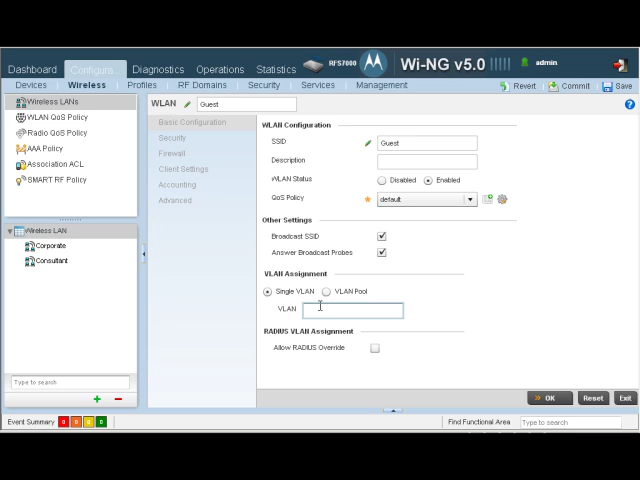 Dashboard Configura... Diagnostics Operations Statistics RFS7000 Wi-NG v5.0 admin
Devices Wireless Profiles RF Domains Security Services Management Revert Commit Save
Wireless LANs
WLAN QoS Policy
Radio QoS Policy
AAA Policy
Association ACL
SMART RF Policy
Wireless LAN
Corporate
Consultant
Type to search
WLAN Guest
Basic Configuration
Security
Firewall
Client Settings
Accounting
Advanced
WLAN Configuration
SSID Guest
Description
WLAN Status Disabled Enabled
QoS Policy default
Other Settings
Broadcast SSID
Answer Broadcast Probes
VLAN Assignment
Single VLAN VLAN Pool
VLAN
RADIUS VLAN Assignment
Allow RADIUS Override
OK Reset Exit
Event Summary 0 0 0 0 Find Functional Area Type to search